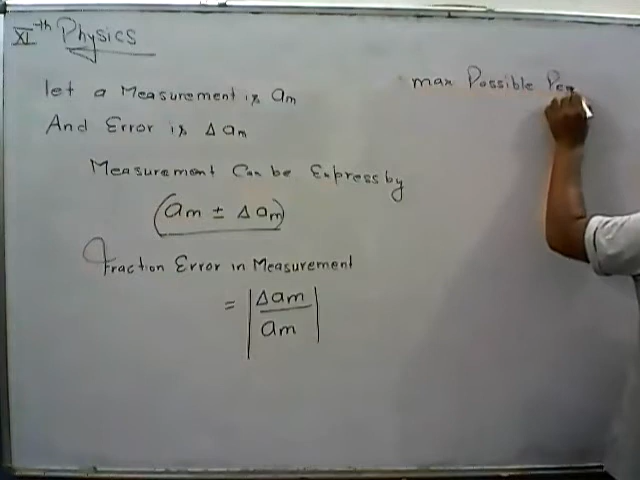 XIth Physics
let a Measurement is am
And Error is Δam
Measurement Can be Express by
(am ± Δam)
Fraction Error in Measurement
= |Δam/am|
max Possible Per